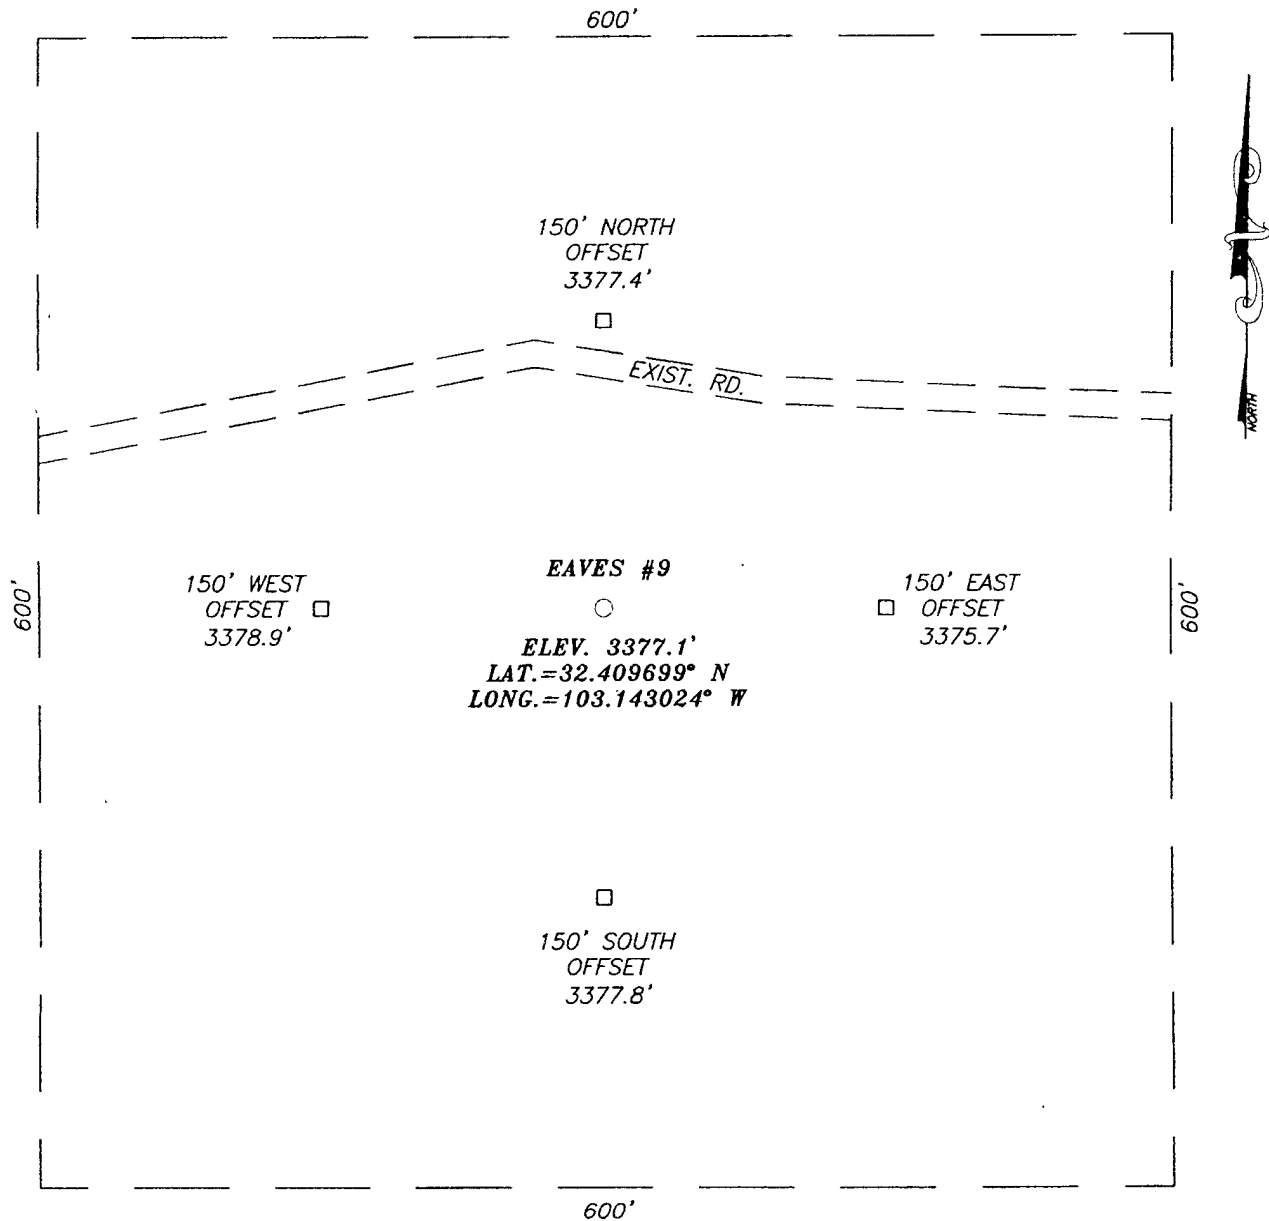 600'
150' NORTH
OFFSET
3377.4'
EXIST. RD.
NORTH
600'
150' WEST
OFFSET
3378.9'
EAVES #9
ELEV. 3377.1'
LAT.=32.409699° N
LONG.=103.143024° W
150' EAST
OFFSET
3375.7'
600'
150' SOUTH
OFFSET
3377.8'
600'